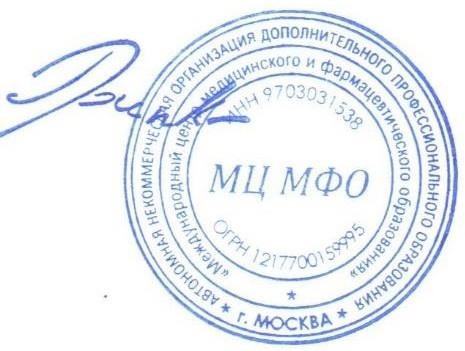 АВТОНОМНАЯ НЕКОММЕРЧЕСКАЯ ОРГАНИЗАЦИЯ ДОПОЛНИТЕЛЬНОГО ПРОФЕССИОНАЛЬНОГО ОБРАЗОВАНИЯ
* г. МОСКВА *
«Международный центр медицинского и фармацевтического образования»
ИНН 9703031538
МЦ МФО
ОГРН 1217700159995
*